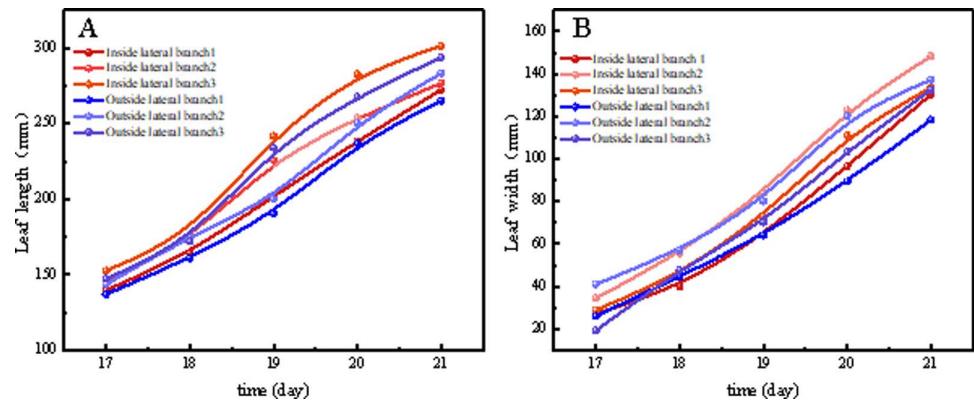 A
Inside lateral branch1
Inside lateral branch2
Inside lateral branch3
Outside lateral branch1
Outside lateral branch2
Outside lateral branch3
300
250
200
150
100
17 18 19 20 21
Leaf length (mm)
time (day)
B
Inside lateral branch 1
Inside lateral branch2
Inside lateral branch3
Outside lateral branch1
Outside lateral branch2
Outside lateral branch3
160
140
120
100
80
60
40
20
17 18 19 20 21
Leaf width（mm）
time (day)